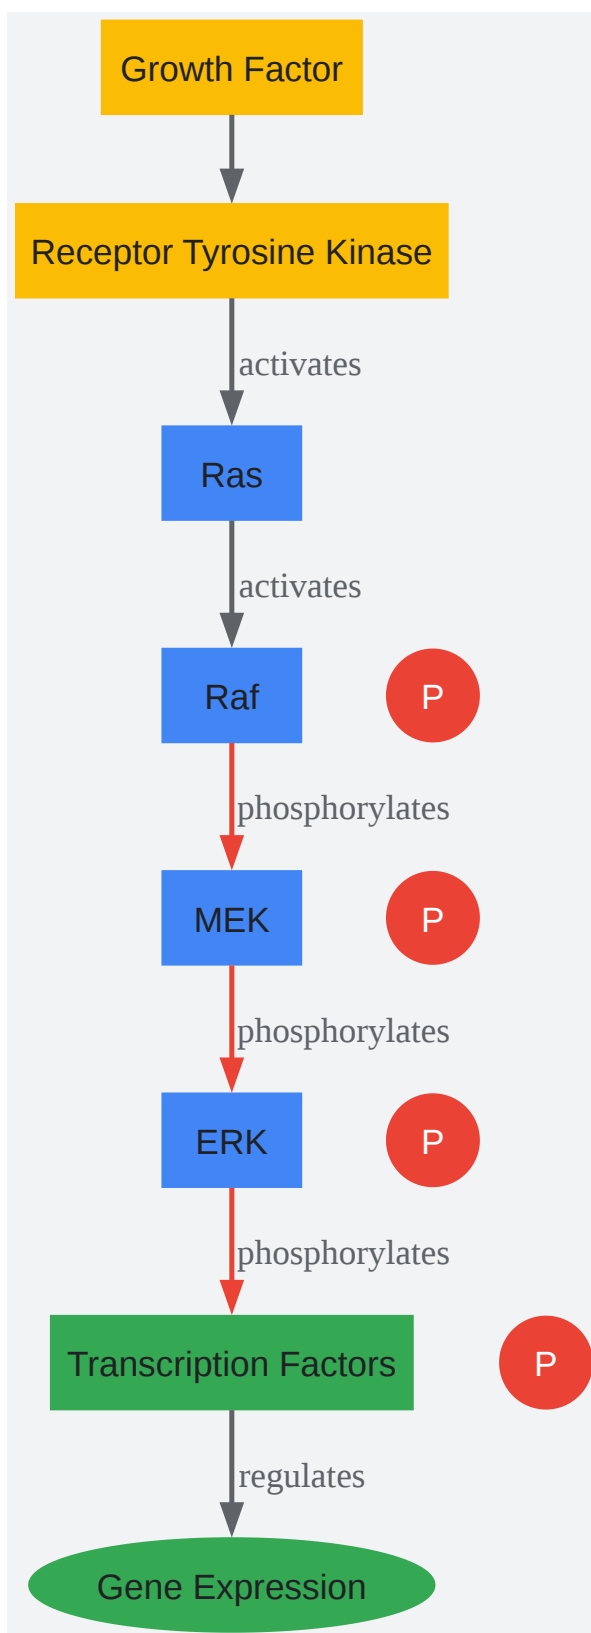 Growth Factor
Receptor Tyrosine Kinase
activates
Ras
activates
Raf
P
phosphorylates
MEK
P
phosphorylates
ERK
P
phosphorylates
Transcription Factors
P
regulates
Gene Expression